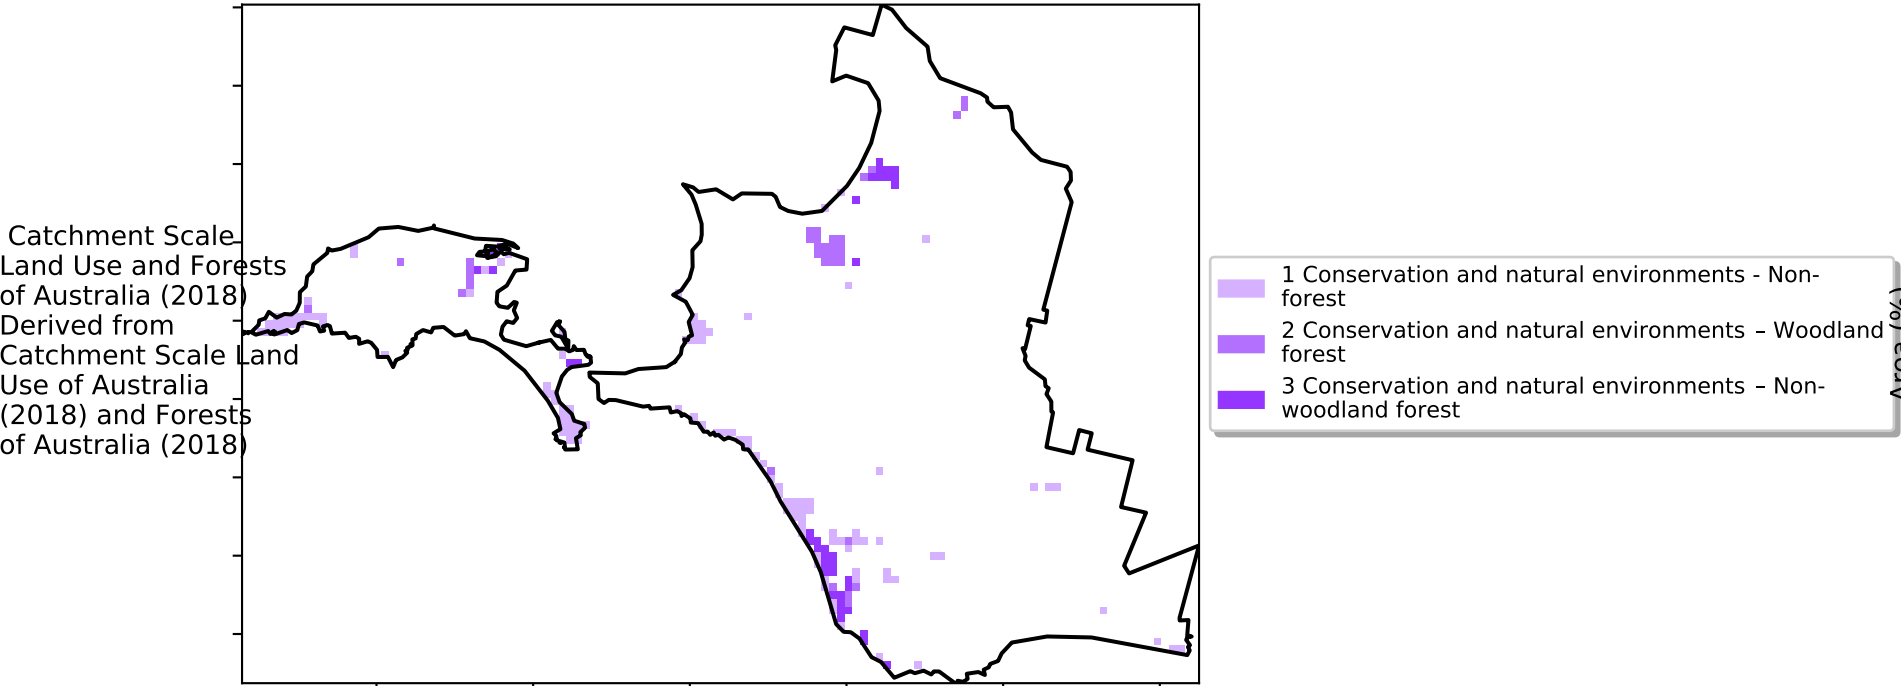 Catchment Scale
Land Use and Forests
of Australia (2018)
Derived from
Catchment Scale Land
Use of Australia
(2018) and Forests
of Australia (2018)
1 Conservation and natural environments - Non-
forest
2 Conservation and natural environments – Woodland
forest
3 Conservation and natural environments – Non-
woodland forest